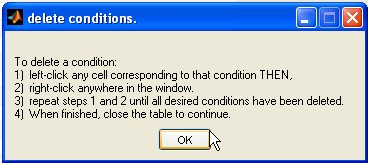 delete conditions.
To delete a condition:
1) left-click any cell corresponding to that condition THEN,
2) right-click anywhere in the window.
3) repeat steps 1 and 2 until all desired conditions have been deleted.
4) When finished, close the table to continue.
OK